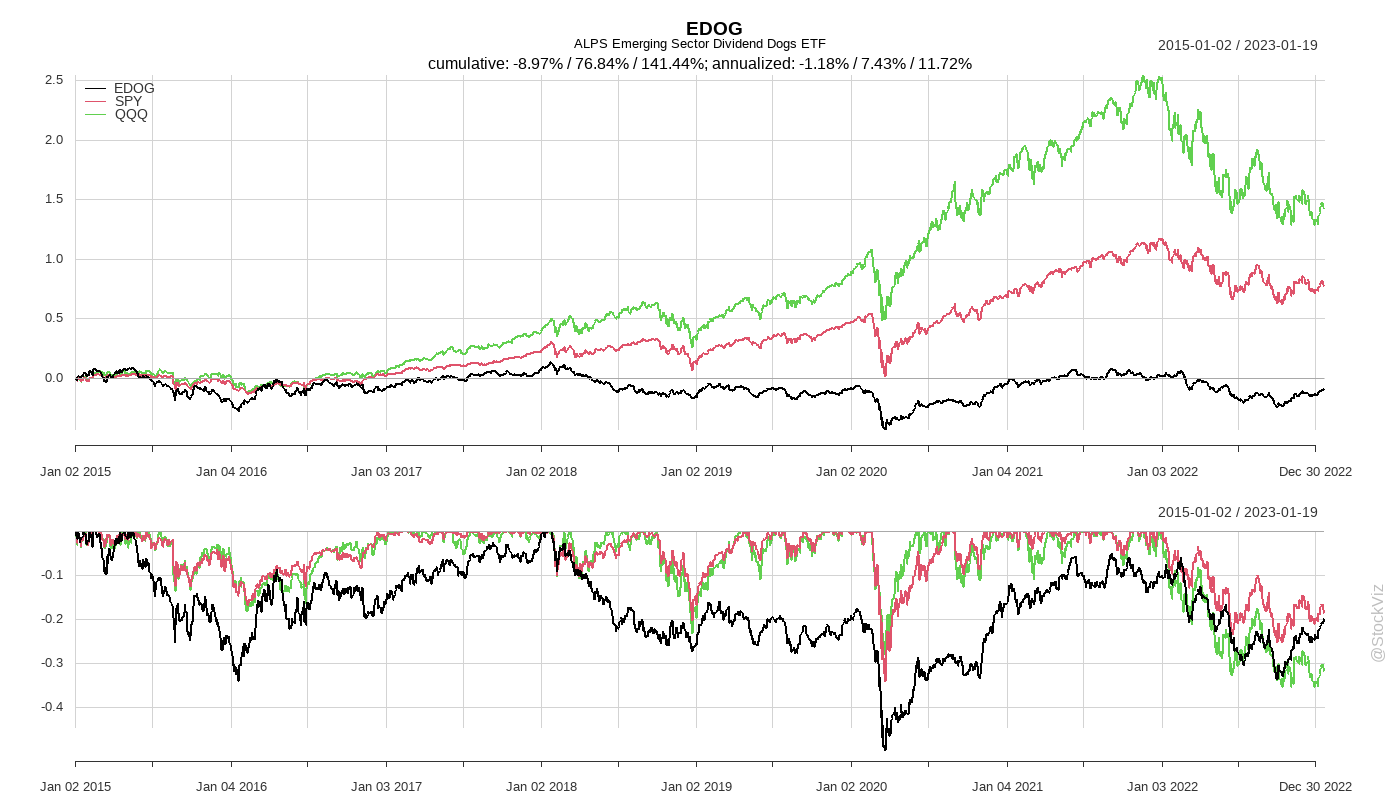 EDOG
ALPS Emerging Sector Dividend Dogs ETF
2015-01-02 / 2023-01-19
cumulative: -8.97% / 76.84% / 141.44%; annualized: -1.18% / 7.43% / 11.72%
EDOG
SPY
QQQ
2.5
2.0
1.5
1.0
0.5
0.0
Jan 02 2015 Jan 04 2016 Jan 03 2017 Jan 02 2018 Jan 02 2019 Jan 02 2020 Jan 04 2021 Jan 03 2022 Dec 30 2022
2015-01-02 / 2023-01-19
-0.1
-0.2
-0.3
-0.4
Jan 02 2015 Jan 04 2016 Jan 03 2017 Jan 02 2018 Jan 02 2019 Jan 02 2020 Jan 04 2021 Jan 03 2022 Dec 30 2022
@StockViz